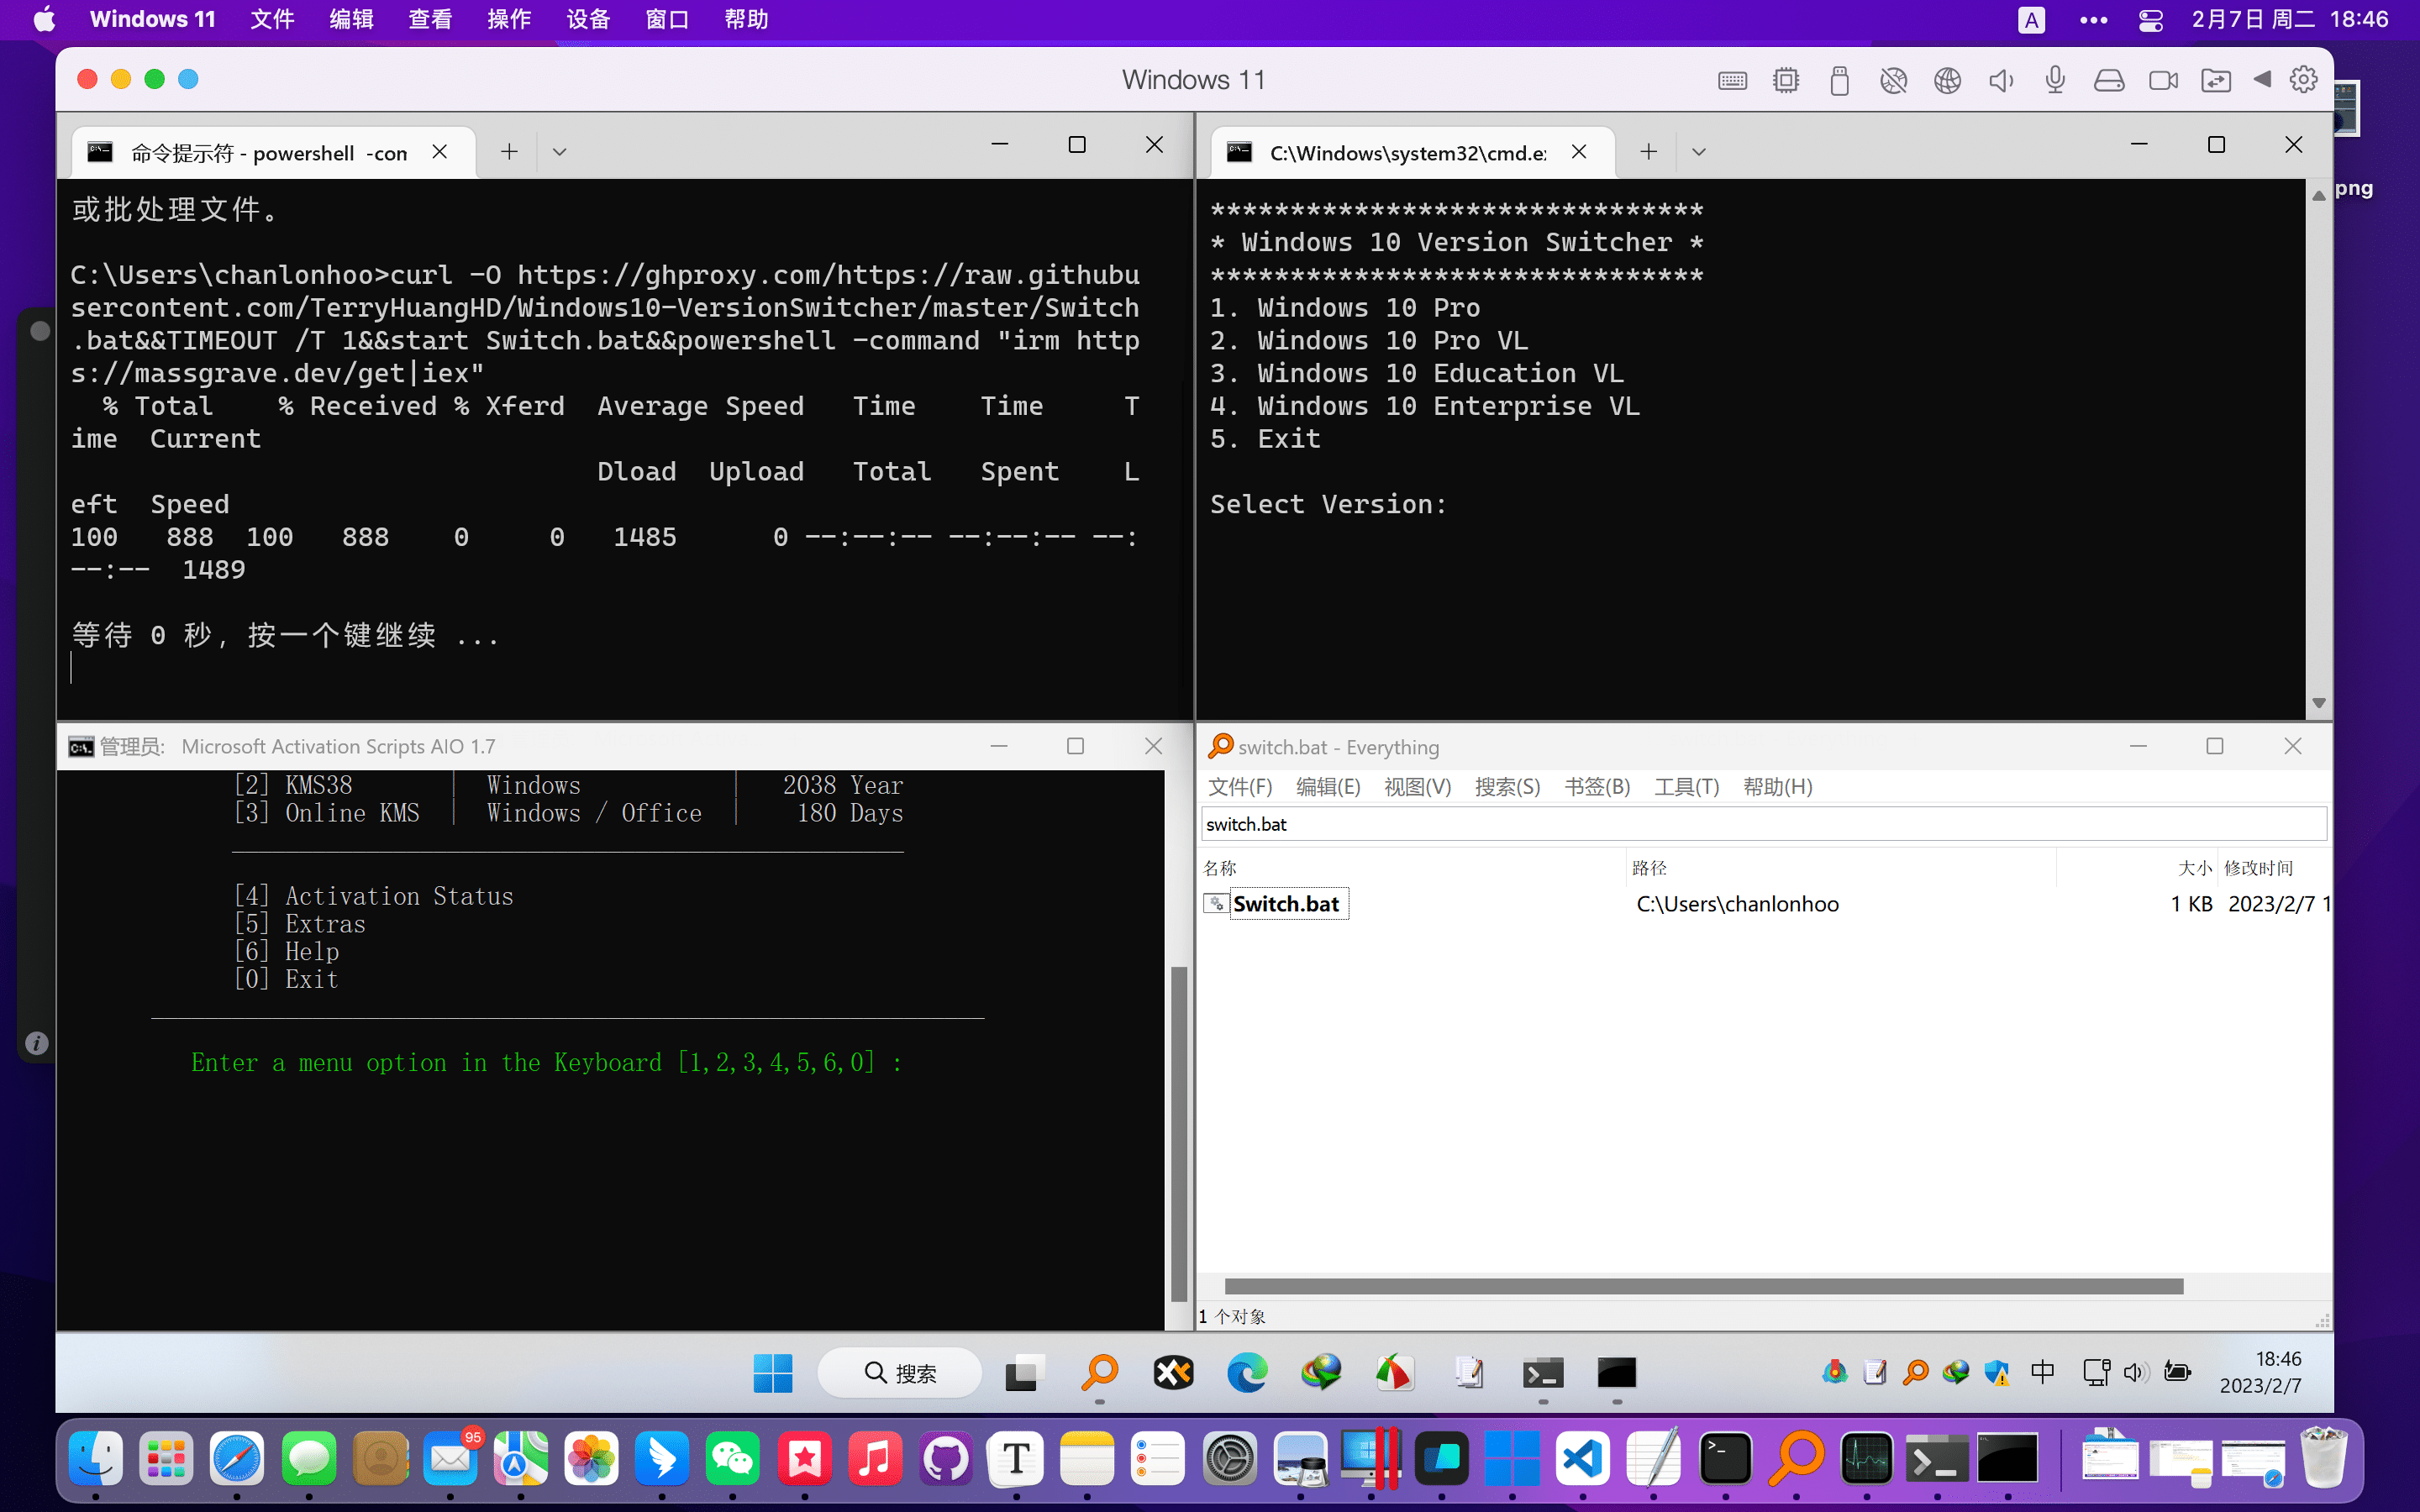 Windows 11 文件 编辑 查看 操作 设备 窗口 帮助
A 2月7日 周二 18:46
Windows 11
png
命令提示符 - powershell -con
或批处理文件。
C:\Users\chanlonhoo>curl -O https://ghproxy.com/https://raw.githubu
sercontent.com/TerryHuangHD/Windows10-VersionSwitcher/master/Switch
.bat&&TIMEOUT /T 1&&start Switch.bat&&powershell -command "irm http
s://massgrave.dev/get|iex"
% Total % Received % Xferd Average Speed Time Time T
ime Current
Dload Upload Total Spent L
eft Speed
100 888 100 888 0 0 1485 0 --:--:-- --:--:-- --:
--:-- 1489
等待 0 秒，按一个键继续 ...
C:\Windows\system32\cmd.e
*******************************
* Windows 10 Version Switcher *
*******************************
1. Windows 10 Pro
2. Windows 10 Pro VL
3. Windows 10 Education VL
4. Windows 10 Enterprise VL
5. Exit
Select Version:
管理员: Microsoft Activation Scripts AIO 1.7
[2] KMS38 | Windows | 2038 Year
[3] Online KMS | Windows / Office | 180 Days
[4] Activation Status
[5] Extras
[6] Help
[0] Exit
Enter a menu option in the Keyboard [1,2,3,4,5,6,0] :
switch.bat - Everything
文件(F) 编辑(E) 视图(V) 搜索(S) 书签(B) 工具(T) 帮助(H)
switch.bat
名称 路径 大小 修改时间
Switch.bat C:\Users\chanlonhoo 1 KB 2023/2/7 1
1 个对象
搜索
中
18:46
2023/2/7
95